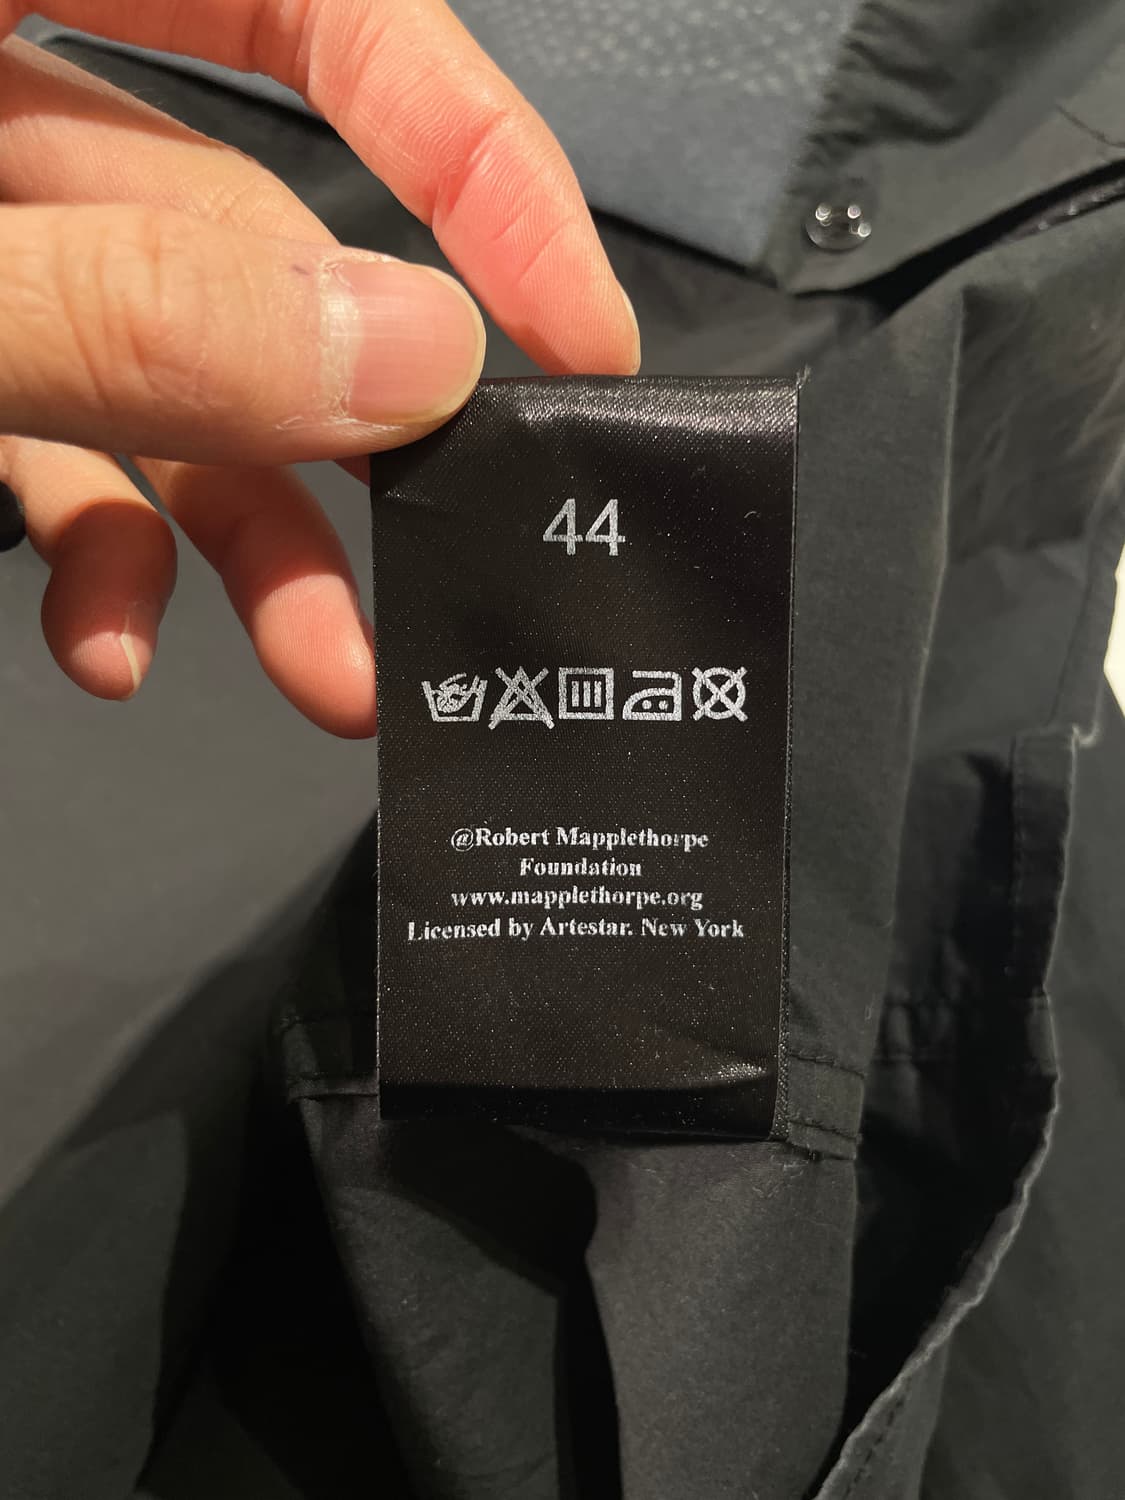 44
@Robert Mapplethorpe
Foundation
www.mapplethorpe.org
Licensed by Artestar. New York